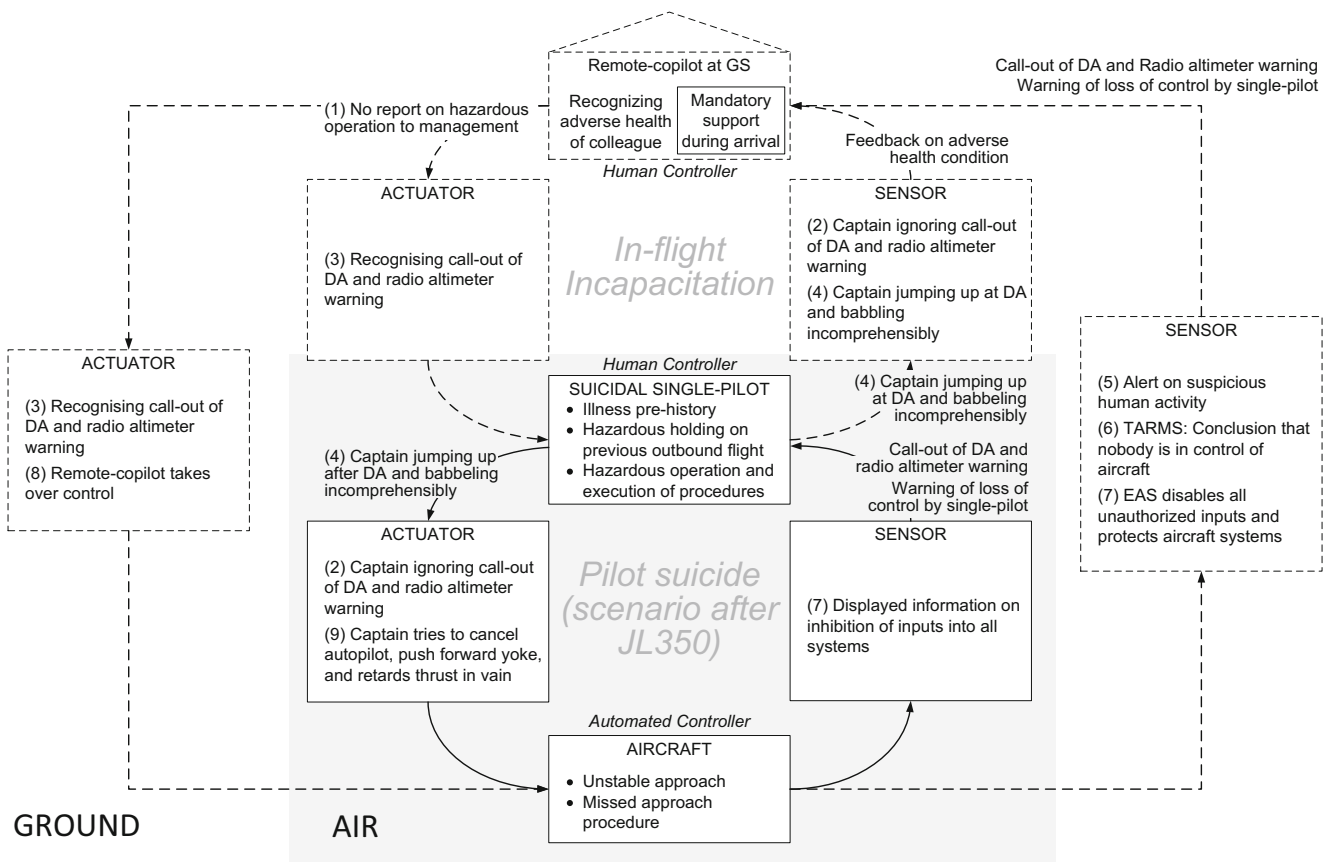 Remote-copilot at GS
Recognizing
adverse health
of colleague
Mandatory
support
during arrival
Human Controller
Call-out of DA and Radio altimeter warning
Warning of loss of control by single-pilot
(1) No report on hazardous
operation to management
Feedback on adverse
health condition
ACTUATOR
(3) Recognising call-out of
DA and radio altimeter
warning
In-flight
Incapacitation
SENSOR
(2) Captain ignoring call-out
of DA and radio altimeter
warning
(4) Captain jumping up at DA
and babbling
incomprehensibly
ACTUATOR
(3) Recognising call-out of
DA and radio altimeter
warning
(8) Remote-copilot takes
over control
SENSOR
(5) Alert on suspicious
human activity
(6) TARMS: Conclusion that
nobody is in control of
aircraft
(7) EAS disables all
unauthorized inputs and
protects aircraft systems
Human Controller
SUICIDAL SINGLE-PILOT
• Illness pre-history
• Hazardous holding on
previous outbound flight
• Hazardous operation and
execution of procedures
(4) Captain jumping up
at DA and babbeling
incomprehensibly
(4) Captain jumping up
after DA and babbeling
incomprehensibly
Call-out of DA and
radio altimeter warning
Warning of loss of
control by single-pilot
ACTUATOR
(2) Captain ignoring call-out
of DA and radio altimeter
warning
(9) Captain tries to cancel
autopilot, push forward yoke,
and retards thrust in vain
Pilot suicide
(scenario after
JL350)
SENSOR
(7) Displayed information on
inhibition of inputs into all
systems
Automated Controller
AIRCRAFT
• Unstable approach
• Missed approach
procedure
GROUND
AIR